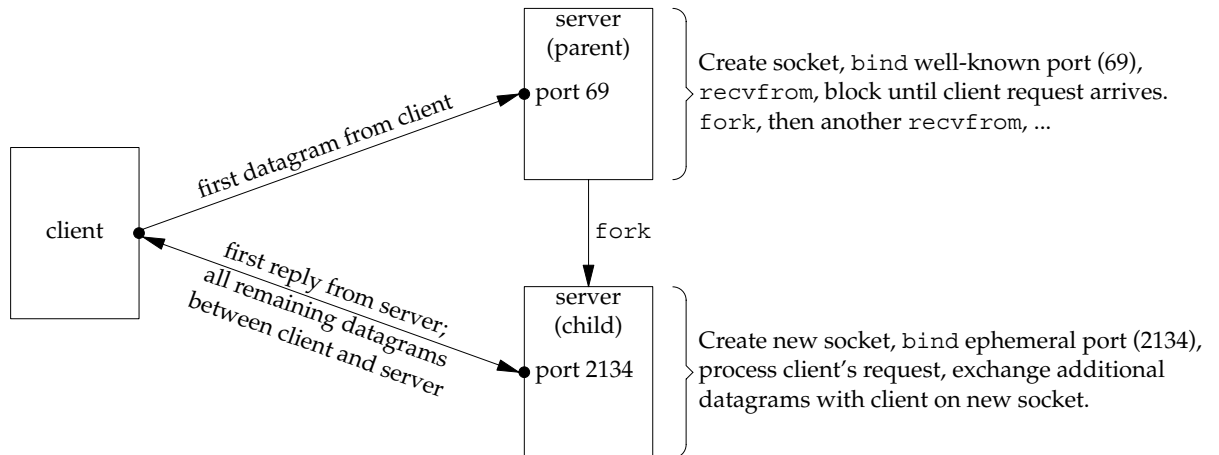 server
(parent)
port 69
Create socket, bind well-known port (69),
recvfrom, block until client request arrives.
fork, then another recvfrom, ...
first datagram from client
client
fork
first reply from server;
all remaining datagrams
between client and server
server
(child)
port 2134
Create new socket, bind ephemeral port (2134),
process client’s request, exchange additional
datagrams with client on new socket.